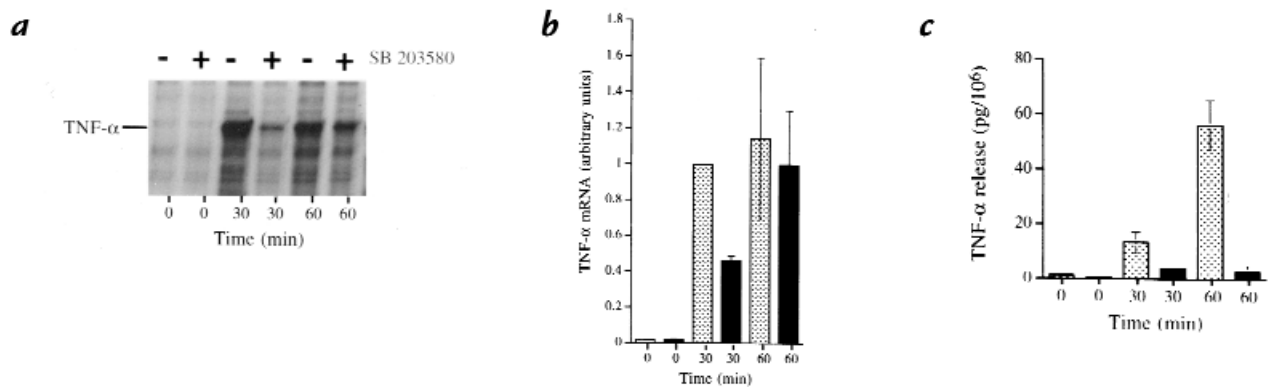 a
- + - + - + SB 203580
TNF-α
0 0 30 30 60 60
Time (min)
b
TNF-α mRNA (arbitrary units)
1.8
1.6
1.4
1.2
1
0.8
0.6
0.4
0.2
0
0 0 30 30 60 60
Time (min)
c
TNF-α release (pg/10⁶)
80
60
40
20
0
0 0 30 30 60 60
Time (min)